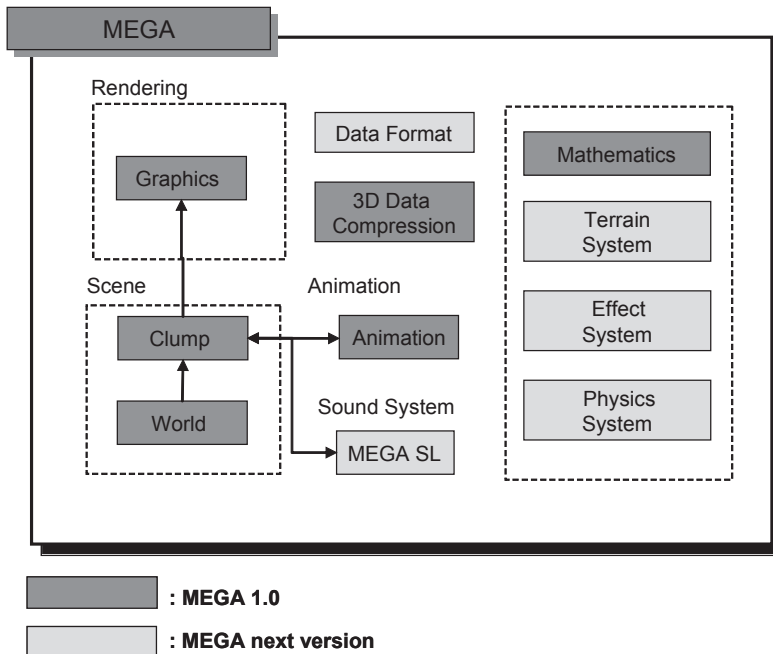 MEGA
Rendering
Graphics
Data Format
3D Data
Compression
Mathematics
Terrain
System
Effect
System
Physics
System
Scene
Clump
World
Animation
Animation
Sound System
MEGA SL
: MEGA 1.0
: MEGA next version